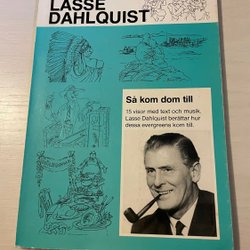 LASSE
DAHLQUIST
Så kom dom till
15 visor med text och musik.
Lasse Dahlquist berättar hur
dessa evergreens kom till.